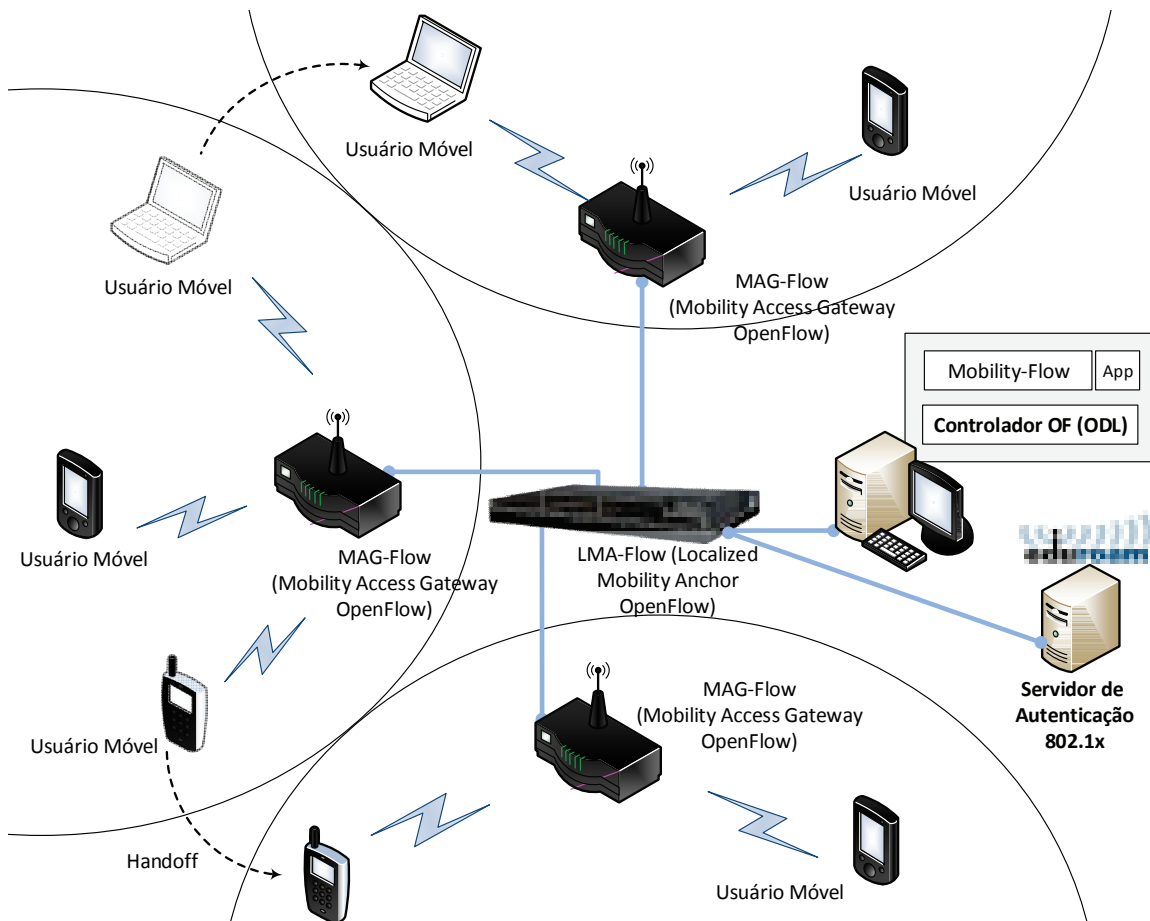 Usuário Móvel
Usuário Móvel
Usuário Móvel
MAG-Flow
(Mobility Access Gateway
OpenFlow)
Mobility-Flow
App
Controlador OF (ODL)
Usuário Móvel
MAG-Flow
(Mobility Access Gateway
OpenFlow)
LMA-Flow (Localized
Mobility Anchor
OpenFlow)
eduroam
Servidor de
Autenticação
802.1x
MAG-Flow
(Mobility Access Gateway
OpenFlow)
Usuário Móvel
Handoff
Usuário Móvel